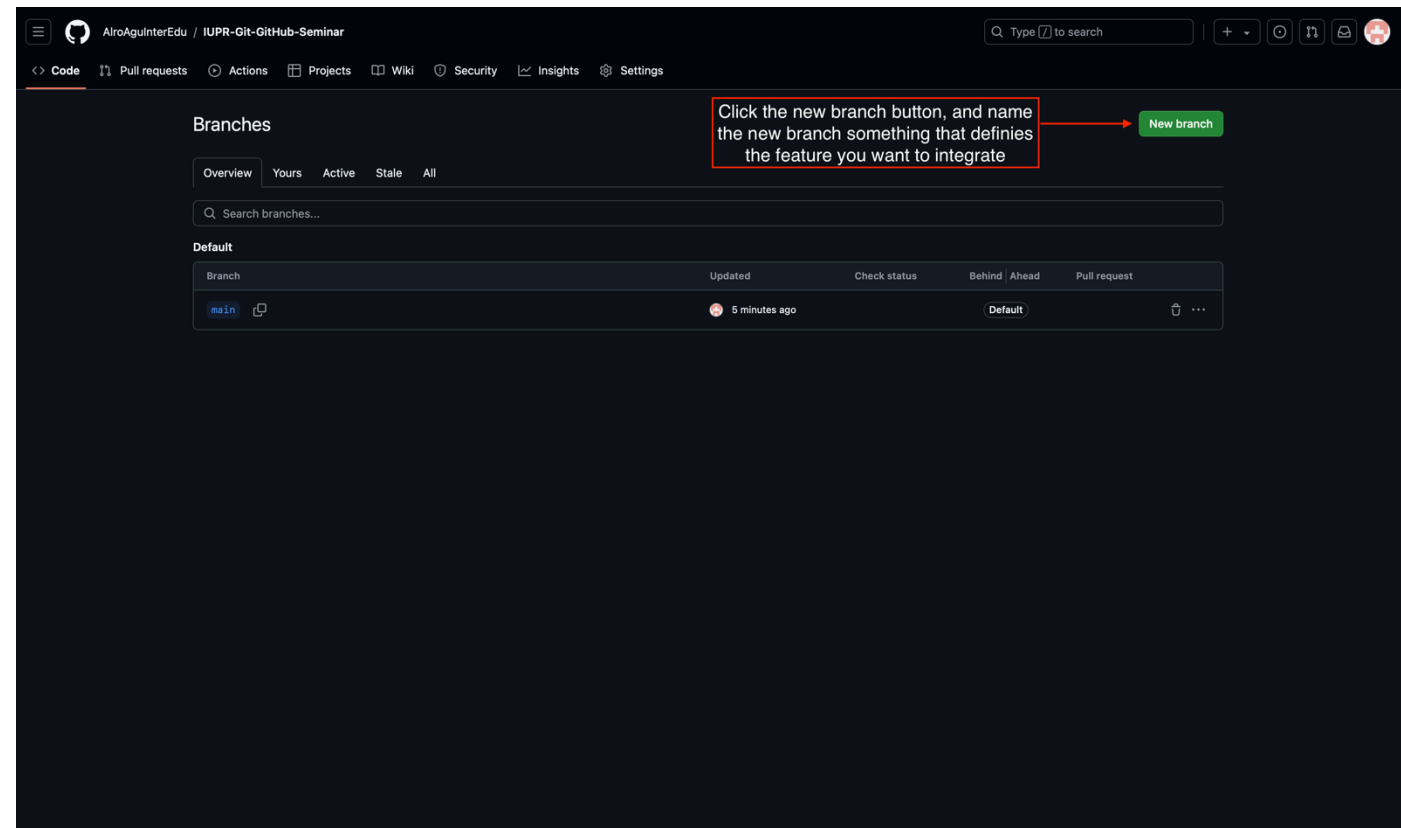 AlroAguInterEdu / IUPR-Git-GitHub-Seminar
Type / to search
Code Pull requests Actions Projects Wiki Security Insights Settings
Click the new branch button, and name
the new branch something that definies
the feature you want to integrate
Branches
New branch
Overview Yours Active Stale All
Search branches...
Default
Branch Updated Check status Behind Ahead Pull request
main 5 minutes ago Default